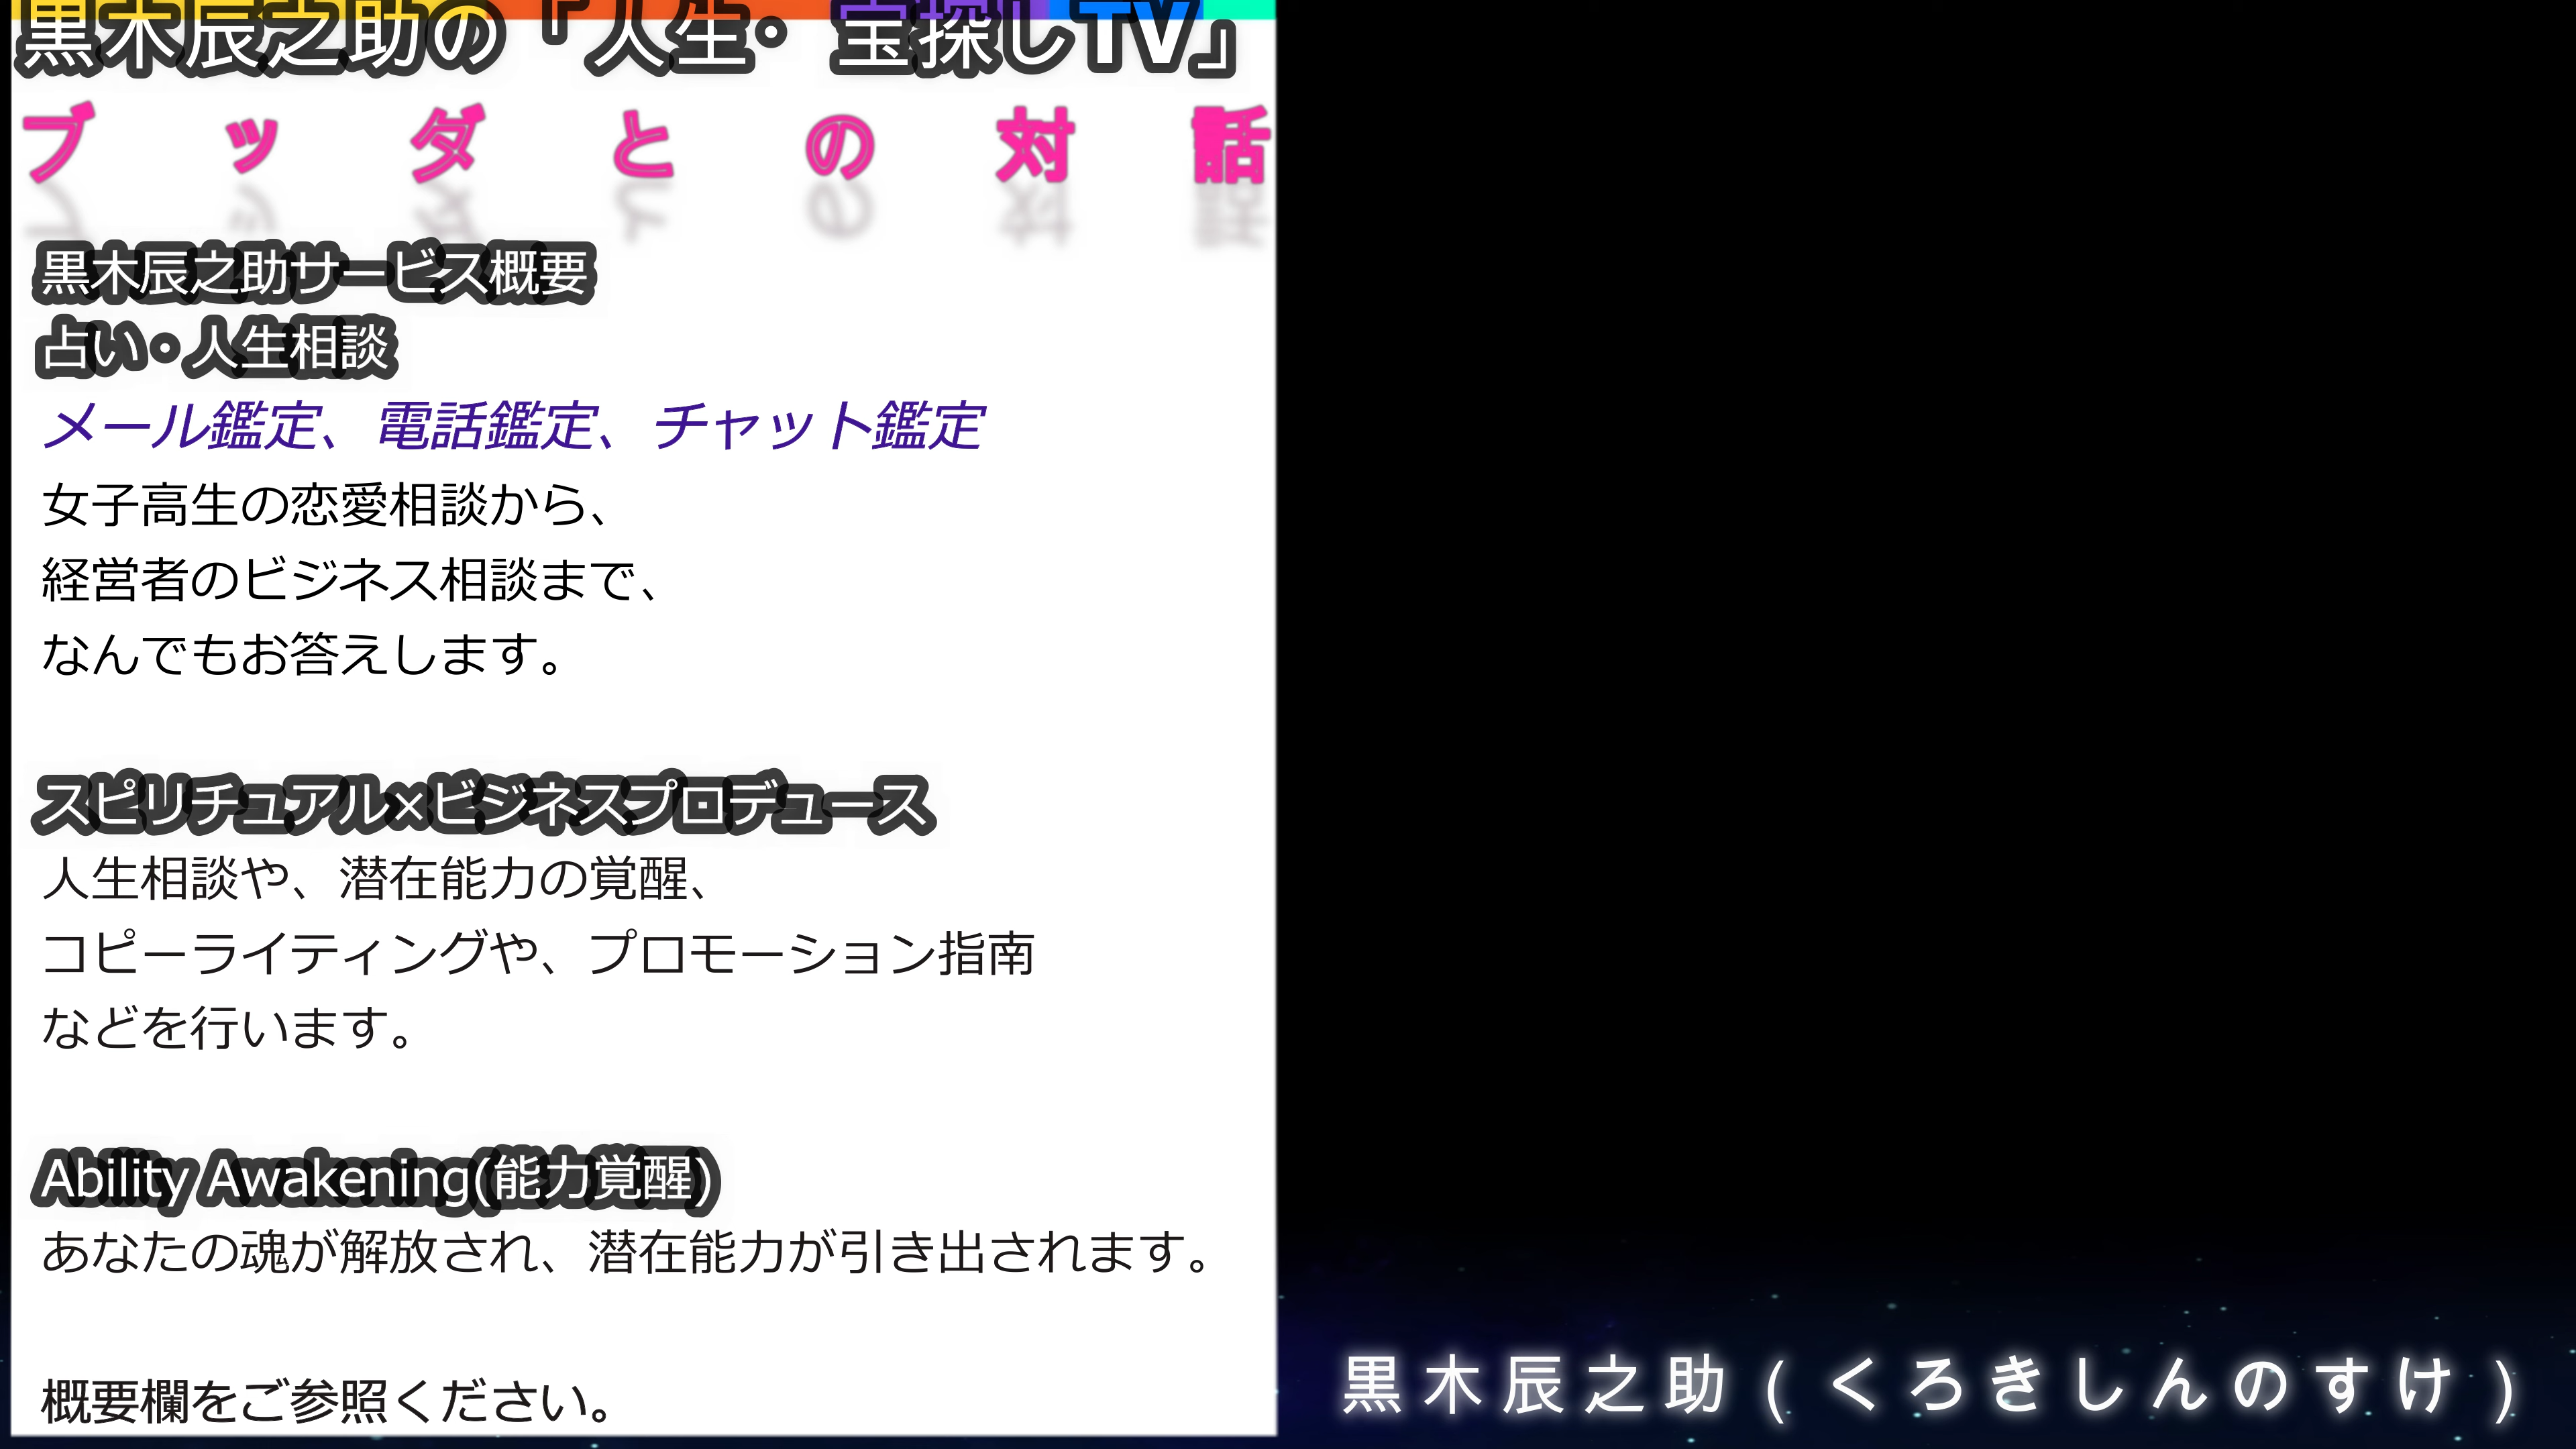 黒木辰之助の『人生・宝探しTV』
ブッダとの対話
黒木辰之助サービス概要
占い・人生相談
メール鑑定、電話鑑定、チャット鑑定
女子高生の恋愛相談から、
経営者のビジネス相談まで、
なんでもお答えします。
スピリチュアル×ビジネスプロデュース
人生相談や、潜在能力の覚醒、
コピーライティングや、プロモーション指南
などを行います。
Ability Awakening(能力覚醒)
あなたの魂が解放され、潜在能力が引き出されます。
概要欄をご参照ください。
黒木辰之助(くろきしんのすけ)